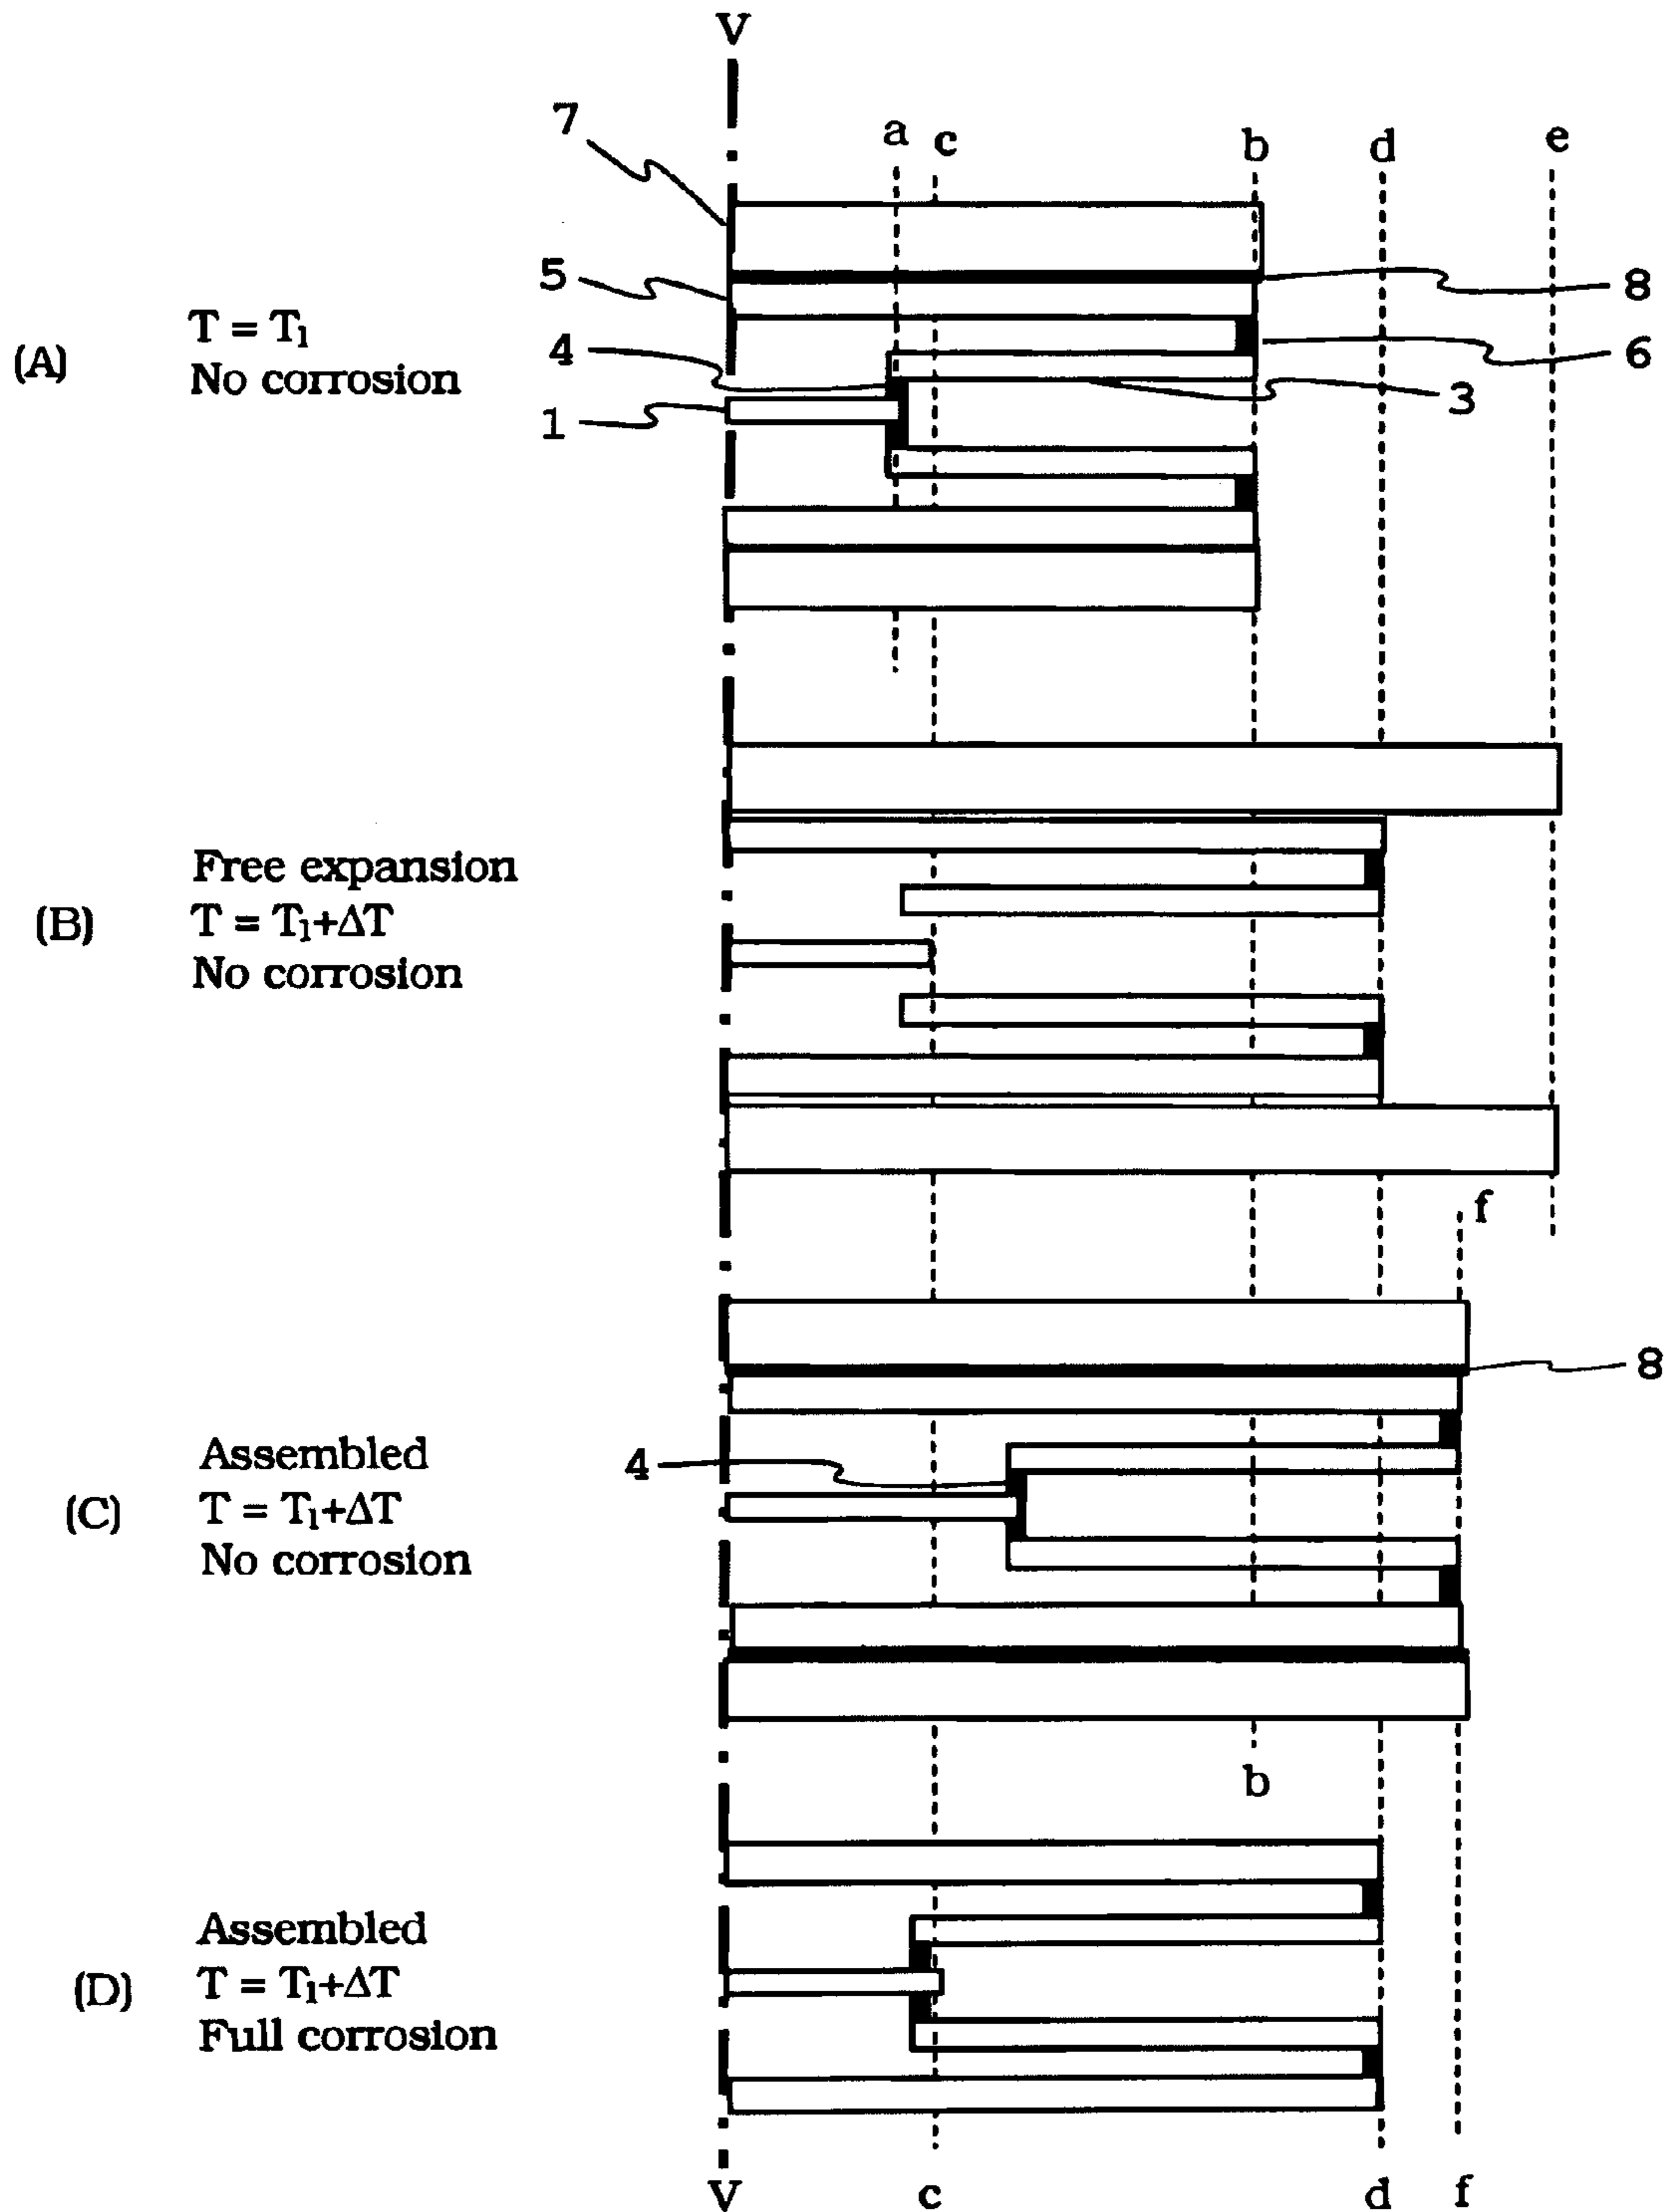 V
7
a c b d e
5
8
(A)
T = T₁
No corrosion
4
6
3
1
(B)
Free expansion
T = T₁+ΔT
No corrosion
f
8
(C)
Assembled
T = T₁+ΔT
No corrosion
4
b
(D)
Assembled
T = T₁+ΔT
Full corrosion
V c d f